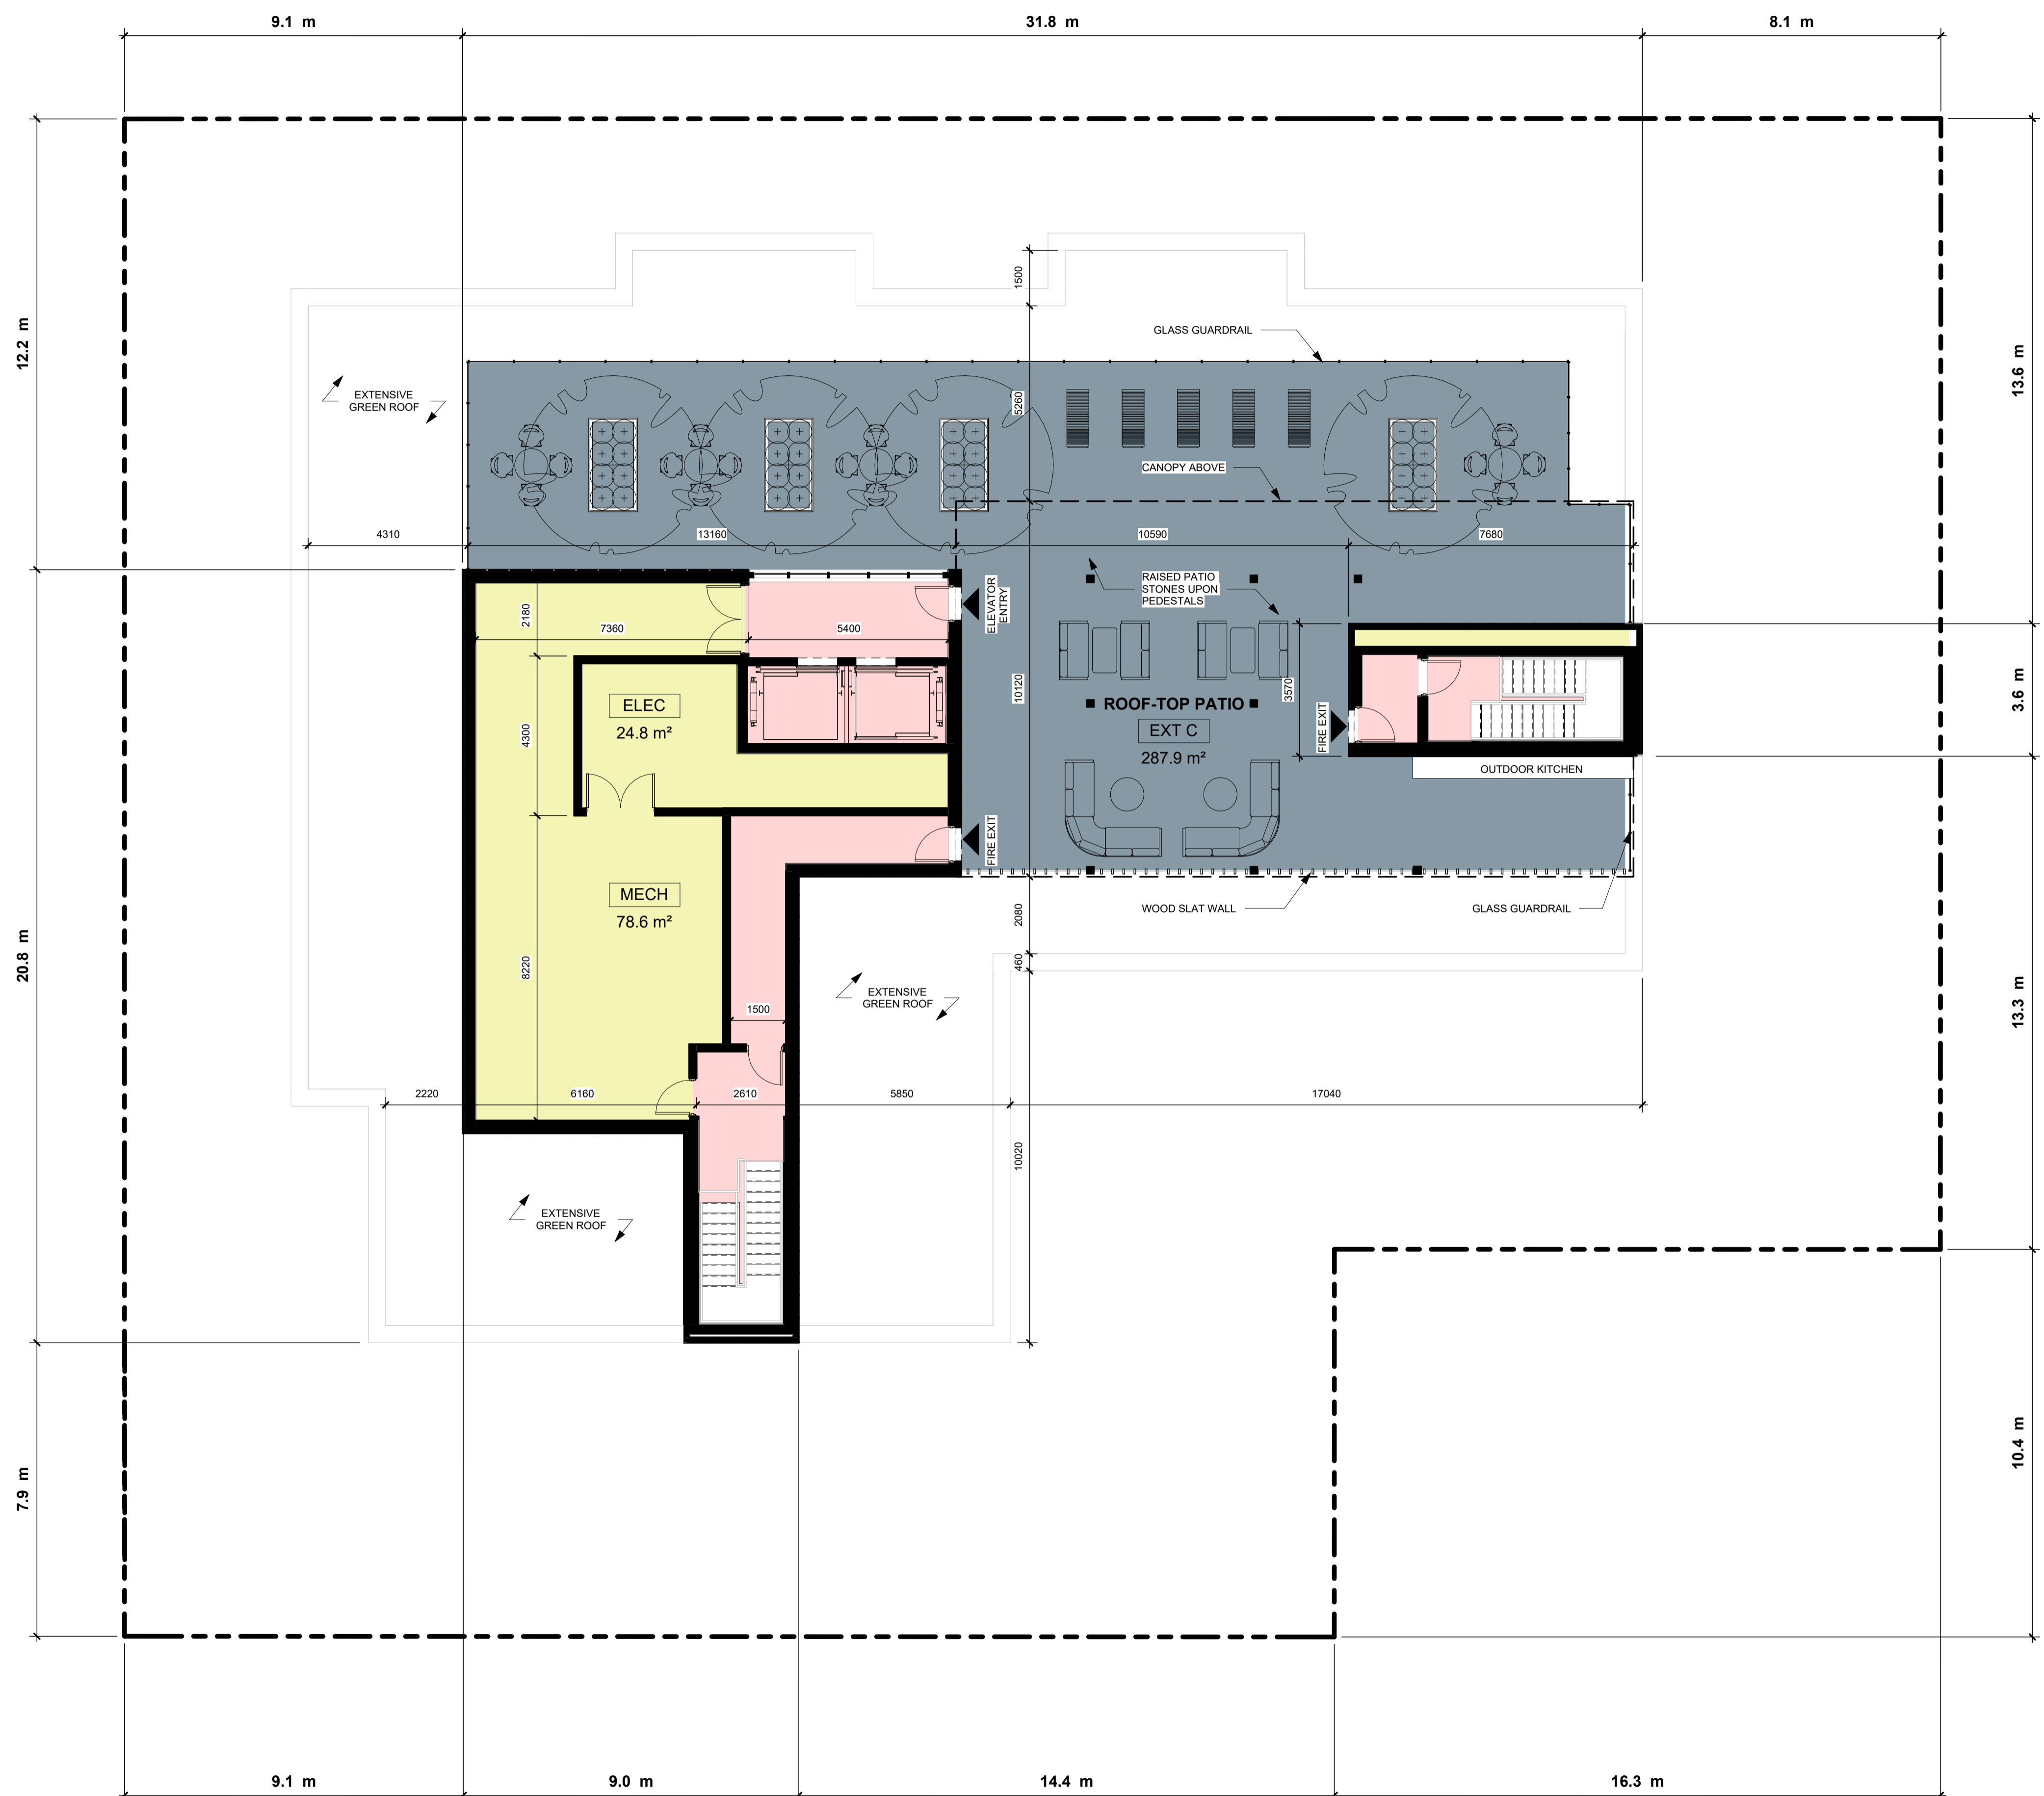 9.1 m
31.8 m
8.1 m
12.2 m
20.8 m
7.9 m
13.6 m
3.6 m
13.3 m
10.4 m
1500
GLASS GUARDRAIL
EXTENSIVE
GREEN ROOF
5260
CANOPY ABOVE
4310
13160
10590
7680
RAISED PATIO
STONES UPON
PEDESTALS
ELEVATOR
ENTRY
2180
7360
5400
ELEC
24.8 m²
4300
10120
3570
ROOF-TOP PATIO
EXT C
287.9 m²
FIRE EXIT
OUTDOOR KITCHEN
FIRE EXIT
MECH
78.6 m²
WOOD SLAT WALL
GLASS GUARDRAIL
2080
460
8220
EXTENSIVE
GREEN ROOF
1500
2220
6160
2610
5850
17040
10020
EXTENSIVE
GREEN ROOF
9.1 m
9.0 m
14.4 m
16.3 m